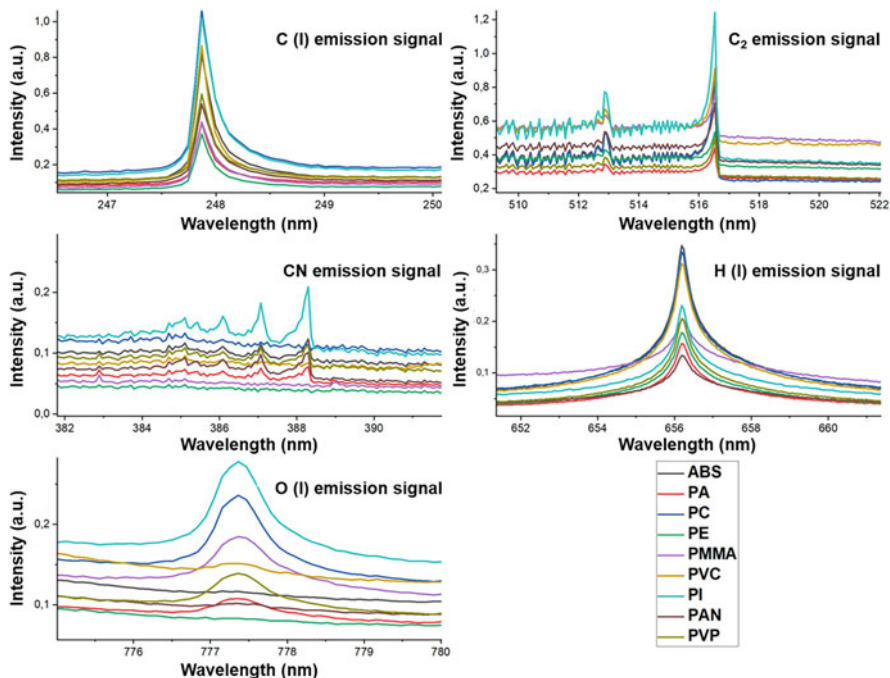 C (I) emission signal
Intensity (a.u.)
1,0
0,8
0,6
0,4
0,2
247 248 249 250
Wavelength (nm)
C₂ emission signal
Intensity (a.u.)
1,2
1,0
0,8
0,6
0,4
0,2
510 512 514 516 518 520 522
Wavelength (nm)
CN emission signal
Intensity (a.u.)
0,2
0,1
0,0
382 384 386 388 390
Wavelength (nm)
H (I) emission signal
Intensity (a.u.)
0,3
0,2
0,1
652 654 656 658 660
Wavelength (nm)
O (I) emission signal
Intensity (a.u.)
0,2
0,1
776 777 778 779 780
Wavelength (nm)
ABS
PA
PC
PE
PMMA
PVC
PI
PAN
PVP